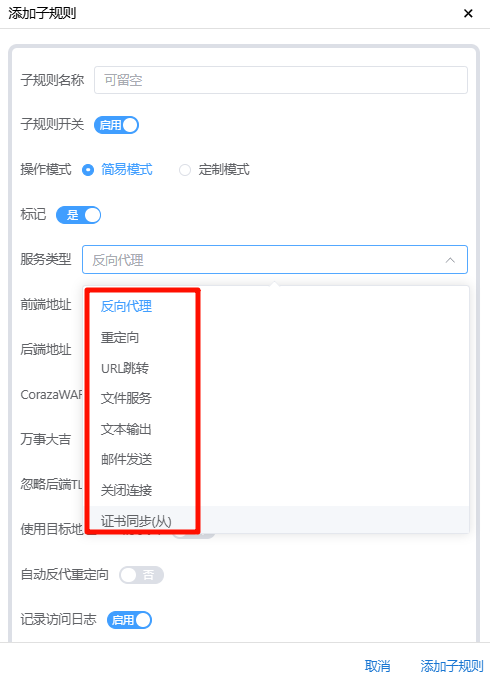 添加子规则
子规则名称 可留空
子规则开关 启用
操作模式 简易模式 定制模式
标记 是
服务类型 反向代理
前端地址 反向代理
重定向
后端地址
URL跳转
CorazaWAF
文件服务
万事大吉 文本输出
邮件发送
忽略后端TL
关闭连接
证书同步(从)
使用目标地
自动反代重定向 否
记录访问日志 启用
取消 添加子规则